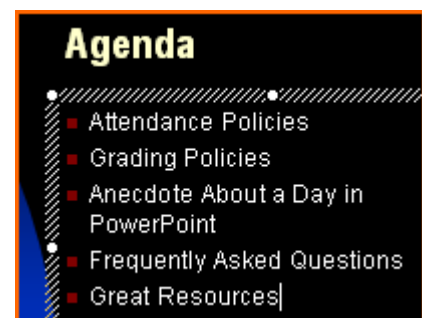 Agenda
Attendance Policies
Grading Policies
Anecdote About a Day in
PowerPoint
Frequently Asked Questions
Great Resources